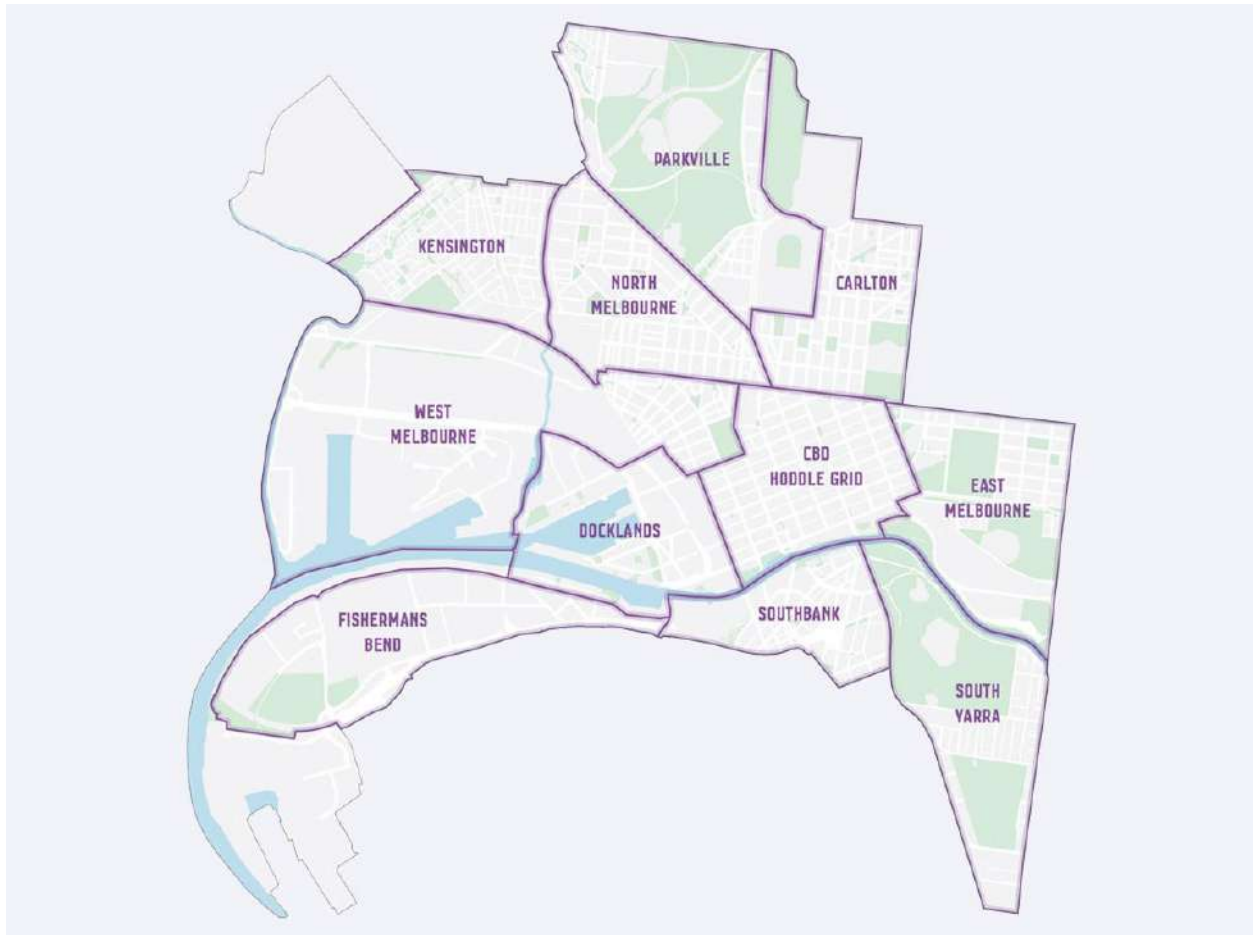 PARKVILLE
KENSINGTON
NORTH
MELBOURNE
CARLTON
WEST
MELBOURNE
CBD
HODDLE GRID
EAST
MELBOURNE
DOCKLANDS
FISHERMANS
BEND
SOUTHBANK
SOUTH
YARRA